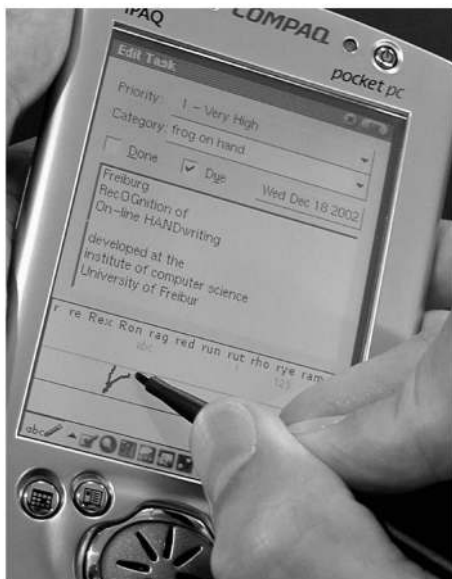 iPAQ
COMPAQ
pocket pc
Edit Task
Priority: 1 - Very High
Category: frog on hand
Done Due Wed Dec 18 2002
Freiburg
RecOGnition of
On-line HANDwriting
developed at the
institute of computer science
University of Freibur
r re Rex Ron rag red run rut rho rye ram
abc 123
abc